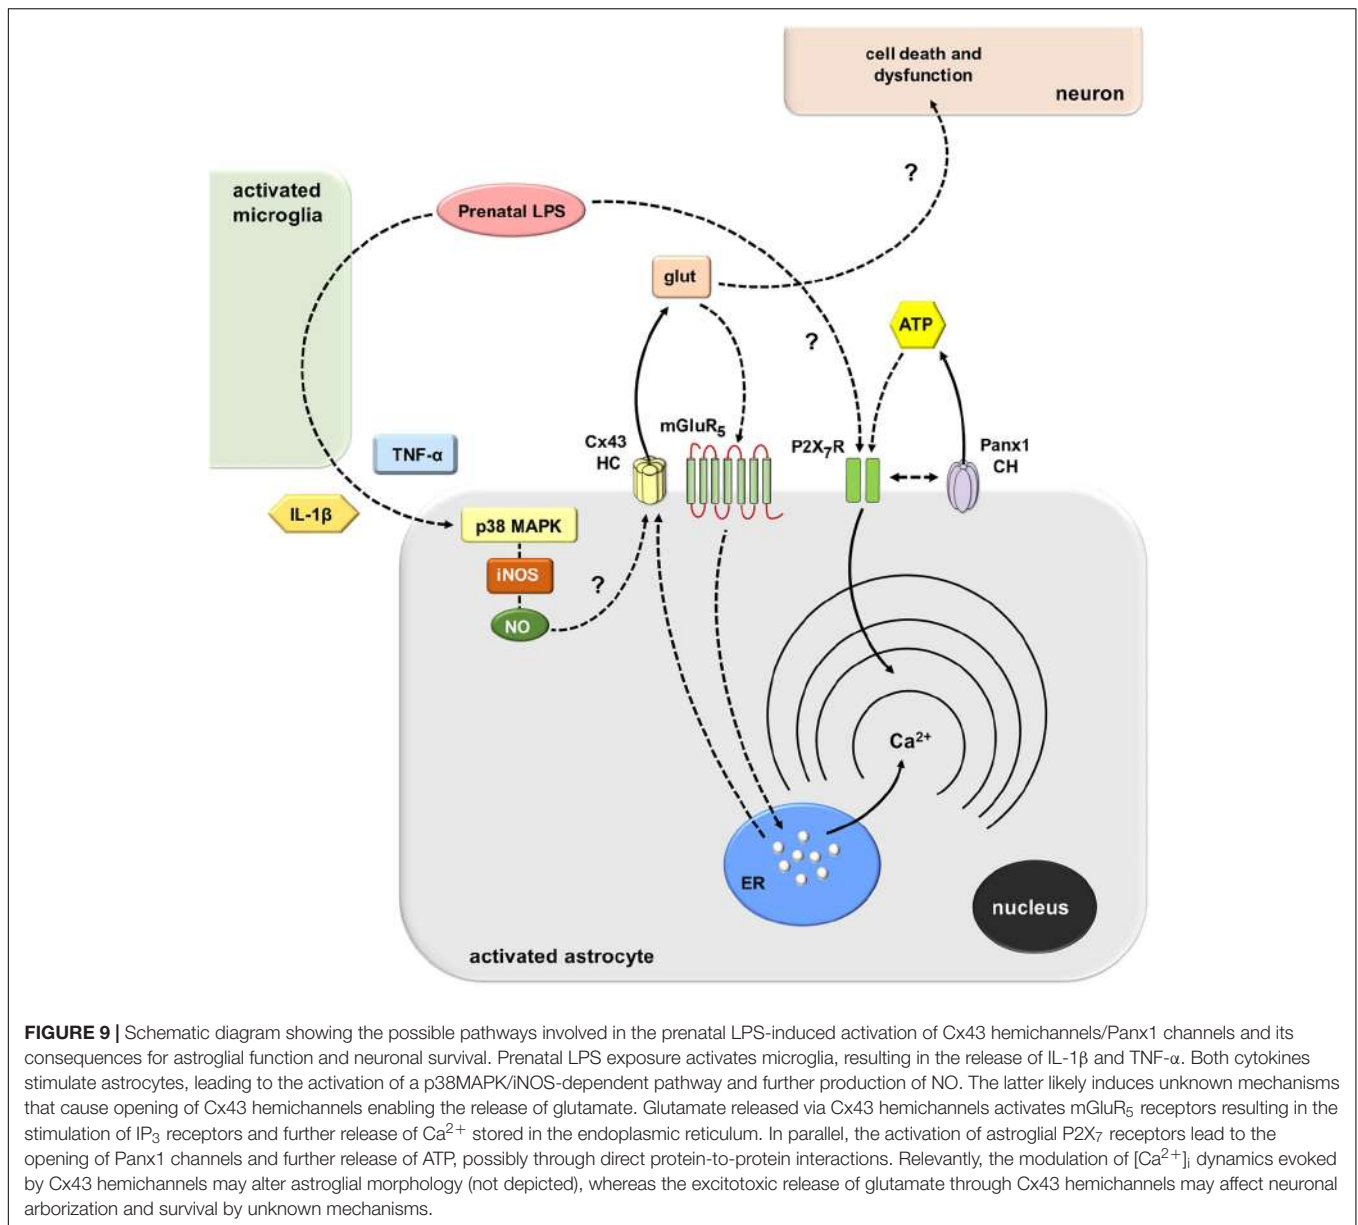 cell death and
dysfunction
neuron
?
activated
microglia
Prenatal LPS
glut
ATP
?
mGluR5
Cx43
HC
P2X7R
Panx1
CH
TNF-α
IL-1β
p38 MAPK
iNOS
?
NO
Ca2+
ER
nucleus
activated astrocyte
FIGURE 9 | Schematic diagram showing the possible pathways involved in the prenatal LPS-induced activation of Cx43 hemichannels/Panx1 channels and its
consequences for astroglial function and neuronal survival. Prenatal LPS exposure activates microglia, resulting in the release of IL-1β and TNF-α. Both cytokines
stimulate astrocytes, leading to the activation of a p38MAPK/iNOS-dependent pathway and further production of NO. The latter likely induces unknown mechanisms
that cause opening of Cx43 hemichannels enabling the release of glutamate. Glutamate released via Cx43 hemichannels activates mGluR5 receptors resulting in the
stimulation of IP3 receptors and further release of Ca2+ stored in the endoplasmic reticulum. In parallel, the activation of astroglial P2X7 receptors lead to the
opening of Panx1 channels and further release of ATP, possibly through direct protein-to-protein interactions. Relevantly, the modulation of [Ca2+]i dynamics evoked
by Cx43 hemichannels may alter astroglial morphology (not depicted), whereas the excitotoxic release of glutamate through Cx43 hemichannels may affect neuronal
arborization and survival by unknown mechanisms.